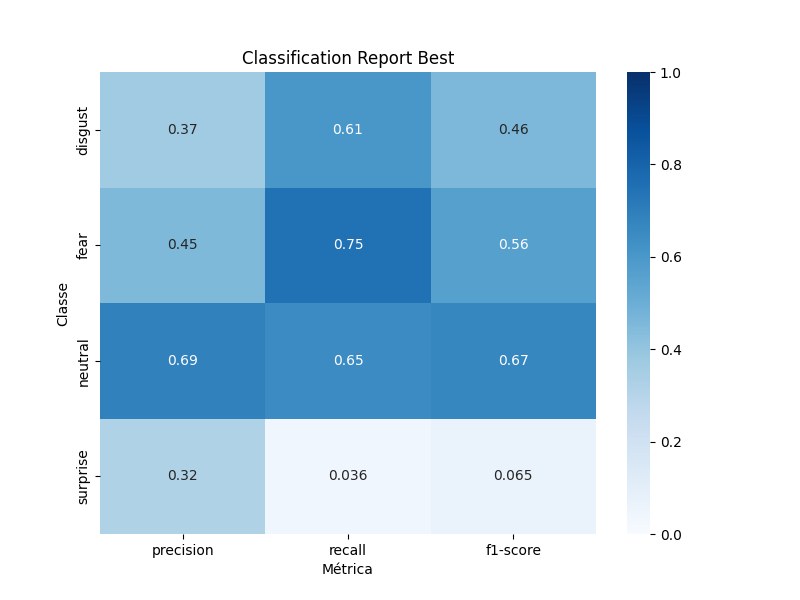 Classification Report Best
Classe
disgust
0.37 0.61 0.46
fear
0.45 0.75 0.56
neutral
0.69 0.65 0.67
surprise
0.32 0.036 0.065
precision recall f1-score
Métrica
1.0
0.8
0.6
0.4
0.2
0.0